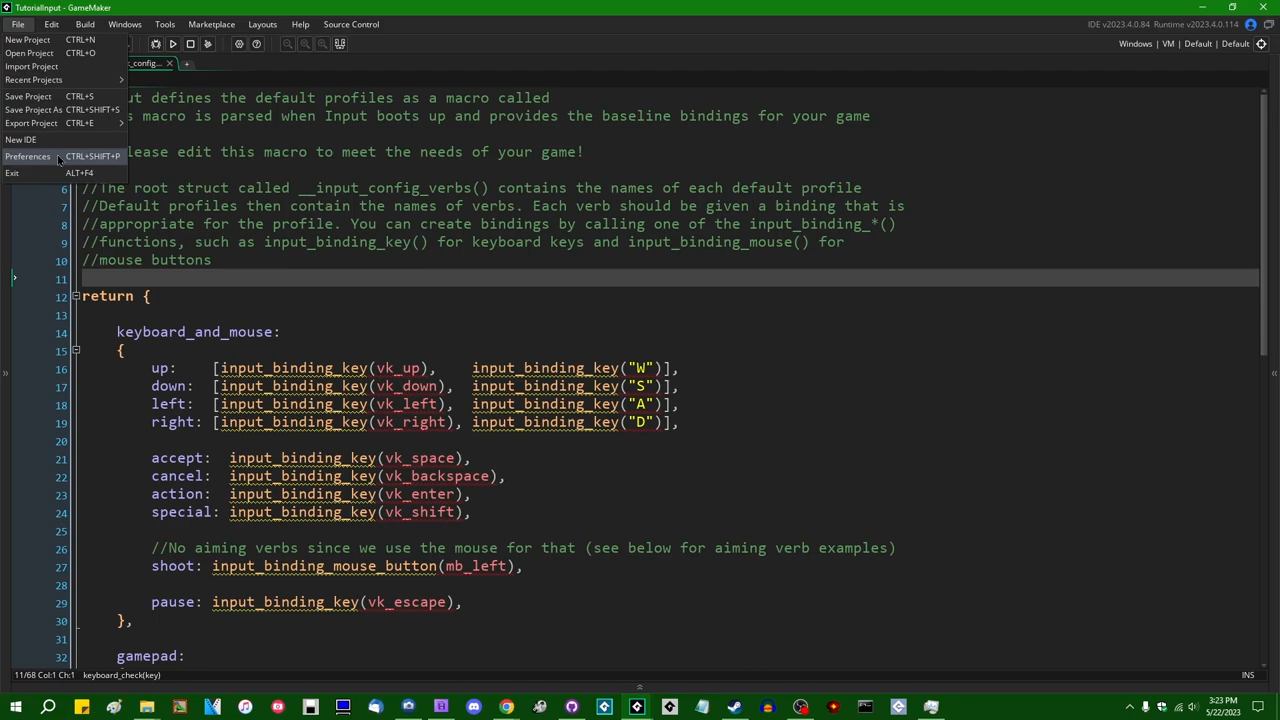 TutorialInput - GameMaker
File Edit Build Windows Tools Marketplace Layouts Help Source Control
IDE v2023.4.0.84 Runtime v2023.4.0.114
Windows | VM | Default | Default
New Project CTRL+N
Open Project CTRL+O
Import Project
Recent Projects
Save Project CTRL+S
Save Project As CTRL+SHIFT+S
Export Project CTRL+E
New IDE
Preferences CTRL+SHIFT+P
Exit ALT+F4
_config...
defines the default profiles as a macro called
macro is parsed when Input boots up and provides the baseline bindings for your game
lease edit this macro to meet the needs of your game!
6 //The root struct called __input_config_verbs() contains the names of each default profile
7 //Default profiles then contain the names of verbs. Each verb should be given a binding that is
8 //appropriate for the profile. You can create bindings by calling one of the input_binding_*()
9 //functions, such as input_binding_key() for keyboard keys and input_binding_mouse() for
10 //mouse buttons
11
12 return {
13
14 keyboard_and_mouse:
15 {
16 up: [input_binding_key(vk_up), input_binding_key("W")],
17 down: [input_binding_key(vk_down), input_binding_key("S")],
18 left: [input_binding_key(vk_left), input_binding_key("A")],
19 right: [input_binding_key(vk_right), input_binding_key("D")],
20
21 accept: input_binding_key(vk_space),
22 cancel: input_binding_key(vk_backspace),
23 action: input_binding_key(vk_enter),
24 special: input_binding_key(vk_shift),
25
26 //No aiming verbs since we use the mouse for that (see below for aiming verb examples)
27 shoot: input_binding_mouse_button(mb_left),
28
29 pause: input_binding_key(vk_escape),
30 },
31
32 gamepad:
11/68 Col:1 Ch:1 keyboard_check(key) INS
3:23 PM
5/22/2023